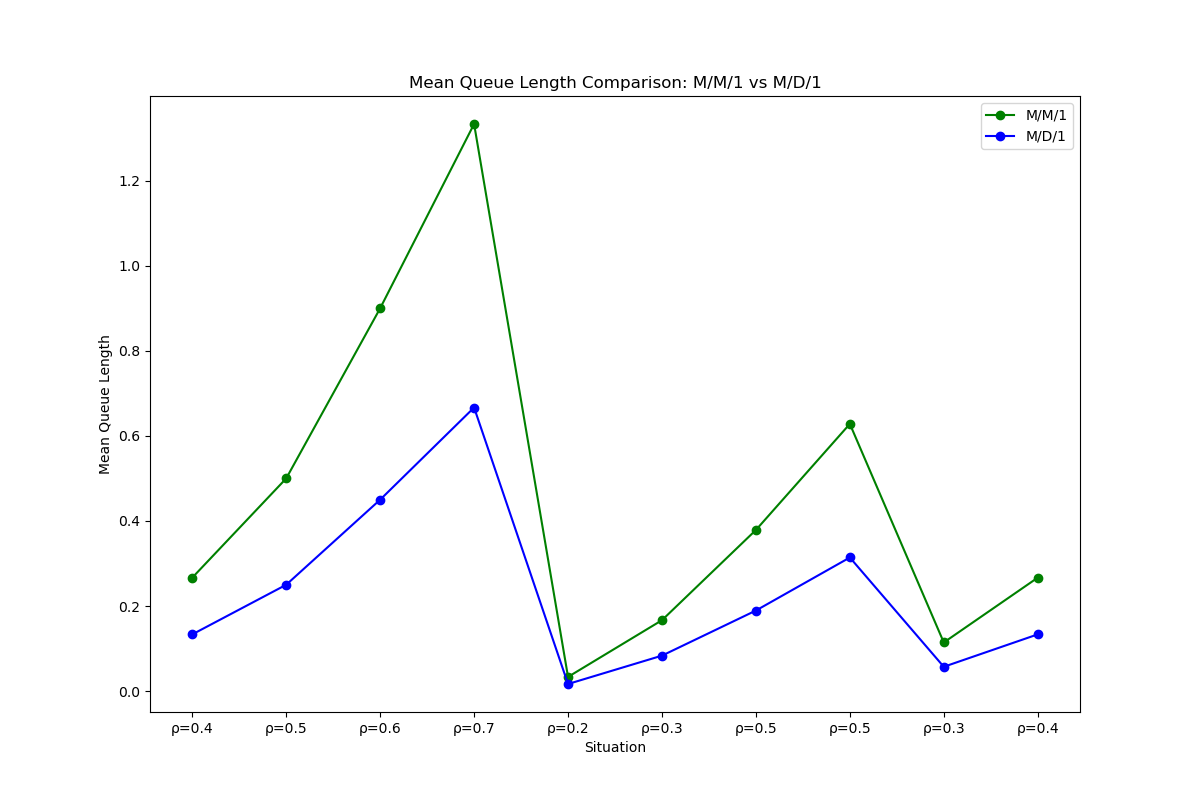 Mean Queue Length Comparison: M/M/1 vs M/D/1
M/M/1
M/D/1
1.2
1.0
0.8
0.6
0.4
0.2
0.0
Mean Queue Length
ρ=0.4 ρ=0.5 ρ=0.6 ρ=0.7 ρ=0.2 ρ=0.3 ρ=0.5 ρ=0.5 ρ=0.3 ρ=0.4
Situation